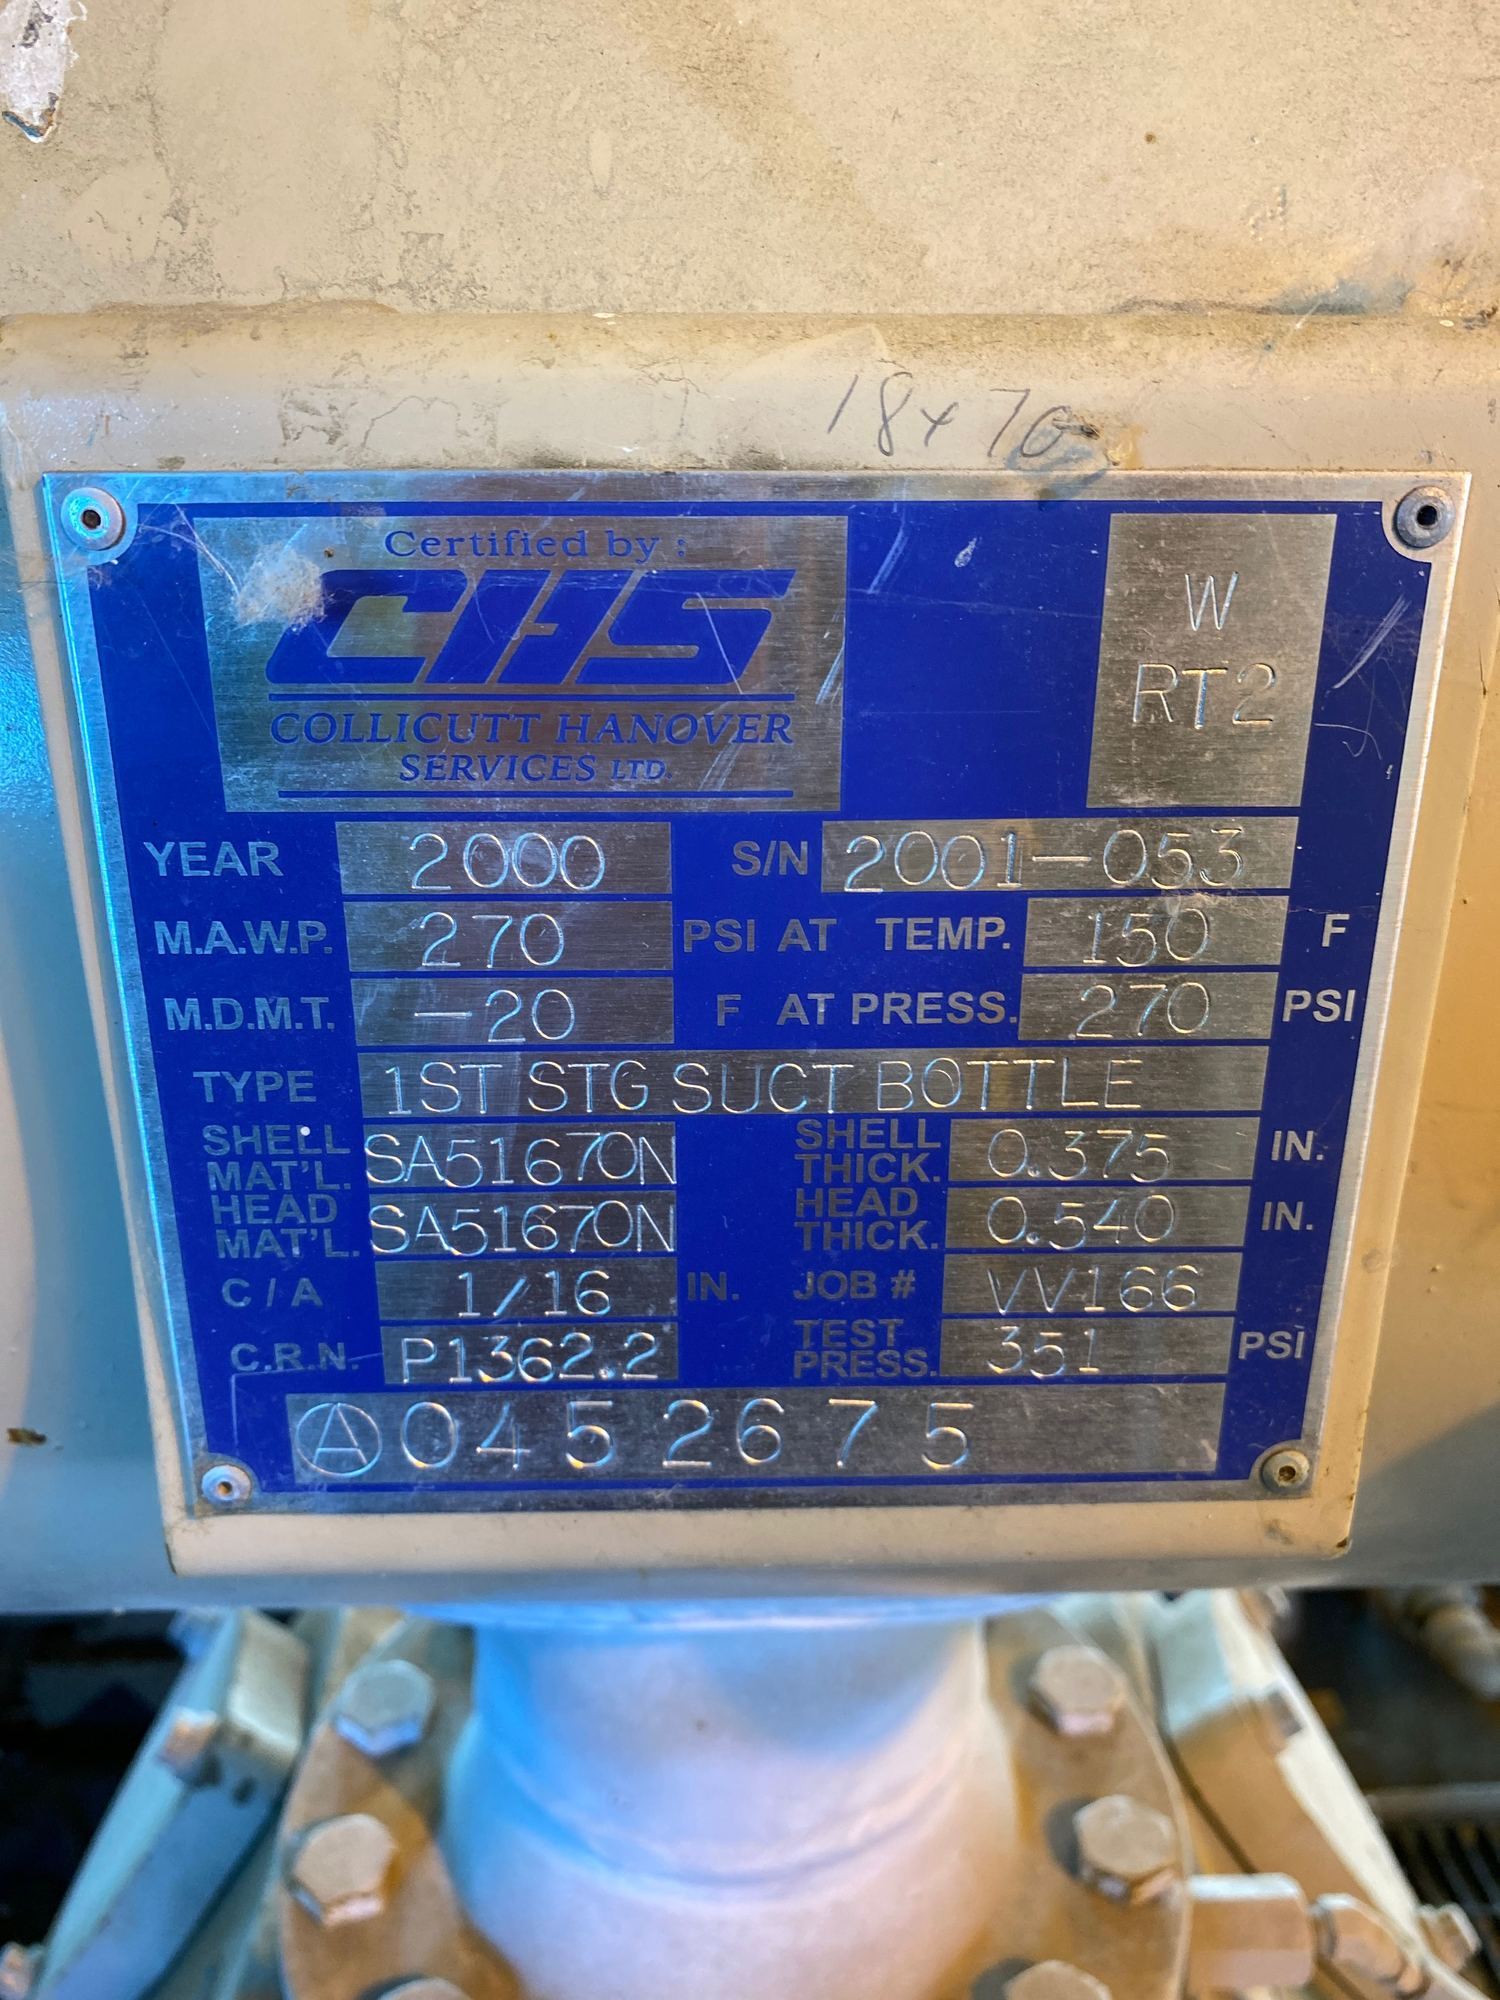 18x70
Certified by :
CHS
COLLICUTT HANOVER
SERVICES LTD.
W
RT2
YEAR 2000 S/N 2001-053
M.A.W.P. 270 PSI AT TEMP. 150 F
M.D.M.T. -20 F AT PRESS. 270 PSI
TYPE 1ST STG SUCT BOTTLE
SHELL MAT'L. SA51670N SHELL THICK. 0.375 IN.
HEAD MAT'L. SA51670N HEAD THICK. 0.540 IN.
C/A 1/16 IN. JOB # VV166
C.R.N. P1362.2 TEST PRESS. 351 PSI
Ⓐ0452675